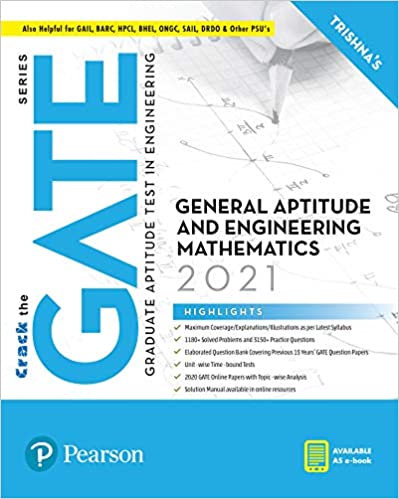 Also Helpful for GAIL, BARC, HPCL, BHEL, ONGC, SAIL, DRDO & Other PSU's
TRISHNA'S
Crack the
SERIES
GATE
GRADUATE APTITUDE TEST IN ENGINEERING
GENERAL APTITUDE
AND ENGINEERING
MATHEMATICS
2021
HIGHLIGHTS
Maximum Coverage/Explanations/Illustrations as per Latest Syllabus
1180+ Solved Problems and 3150+ Practice Questions
Elaborated Question Bank Covering Previous 15 Years' GATE Question Papers
Unit -wise Time -bound Tests
2020 GATE Online Papers with Topic -wise Analysis
Solution Manual available in online resources
Pearson
AVAILABLE
AS e-book